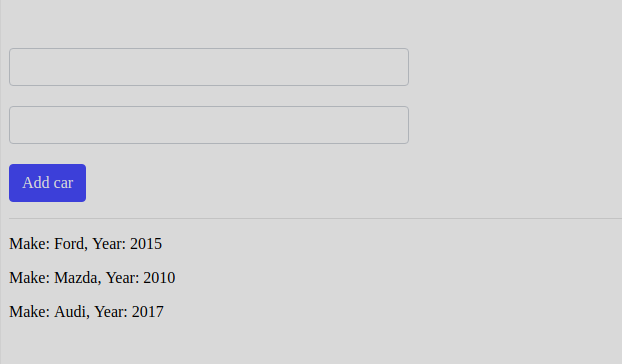 Add car
Make: Ford, Year: 2015
Make: Mazda, Year: 2010
Make: Audi, Year: 2017